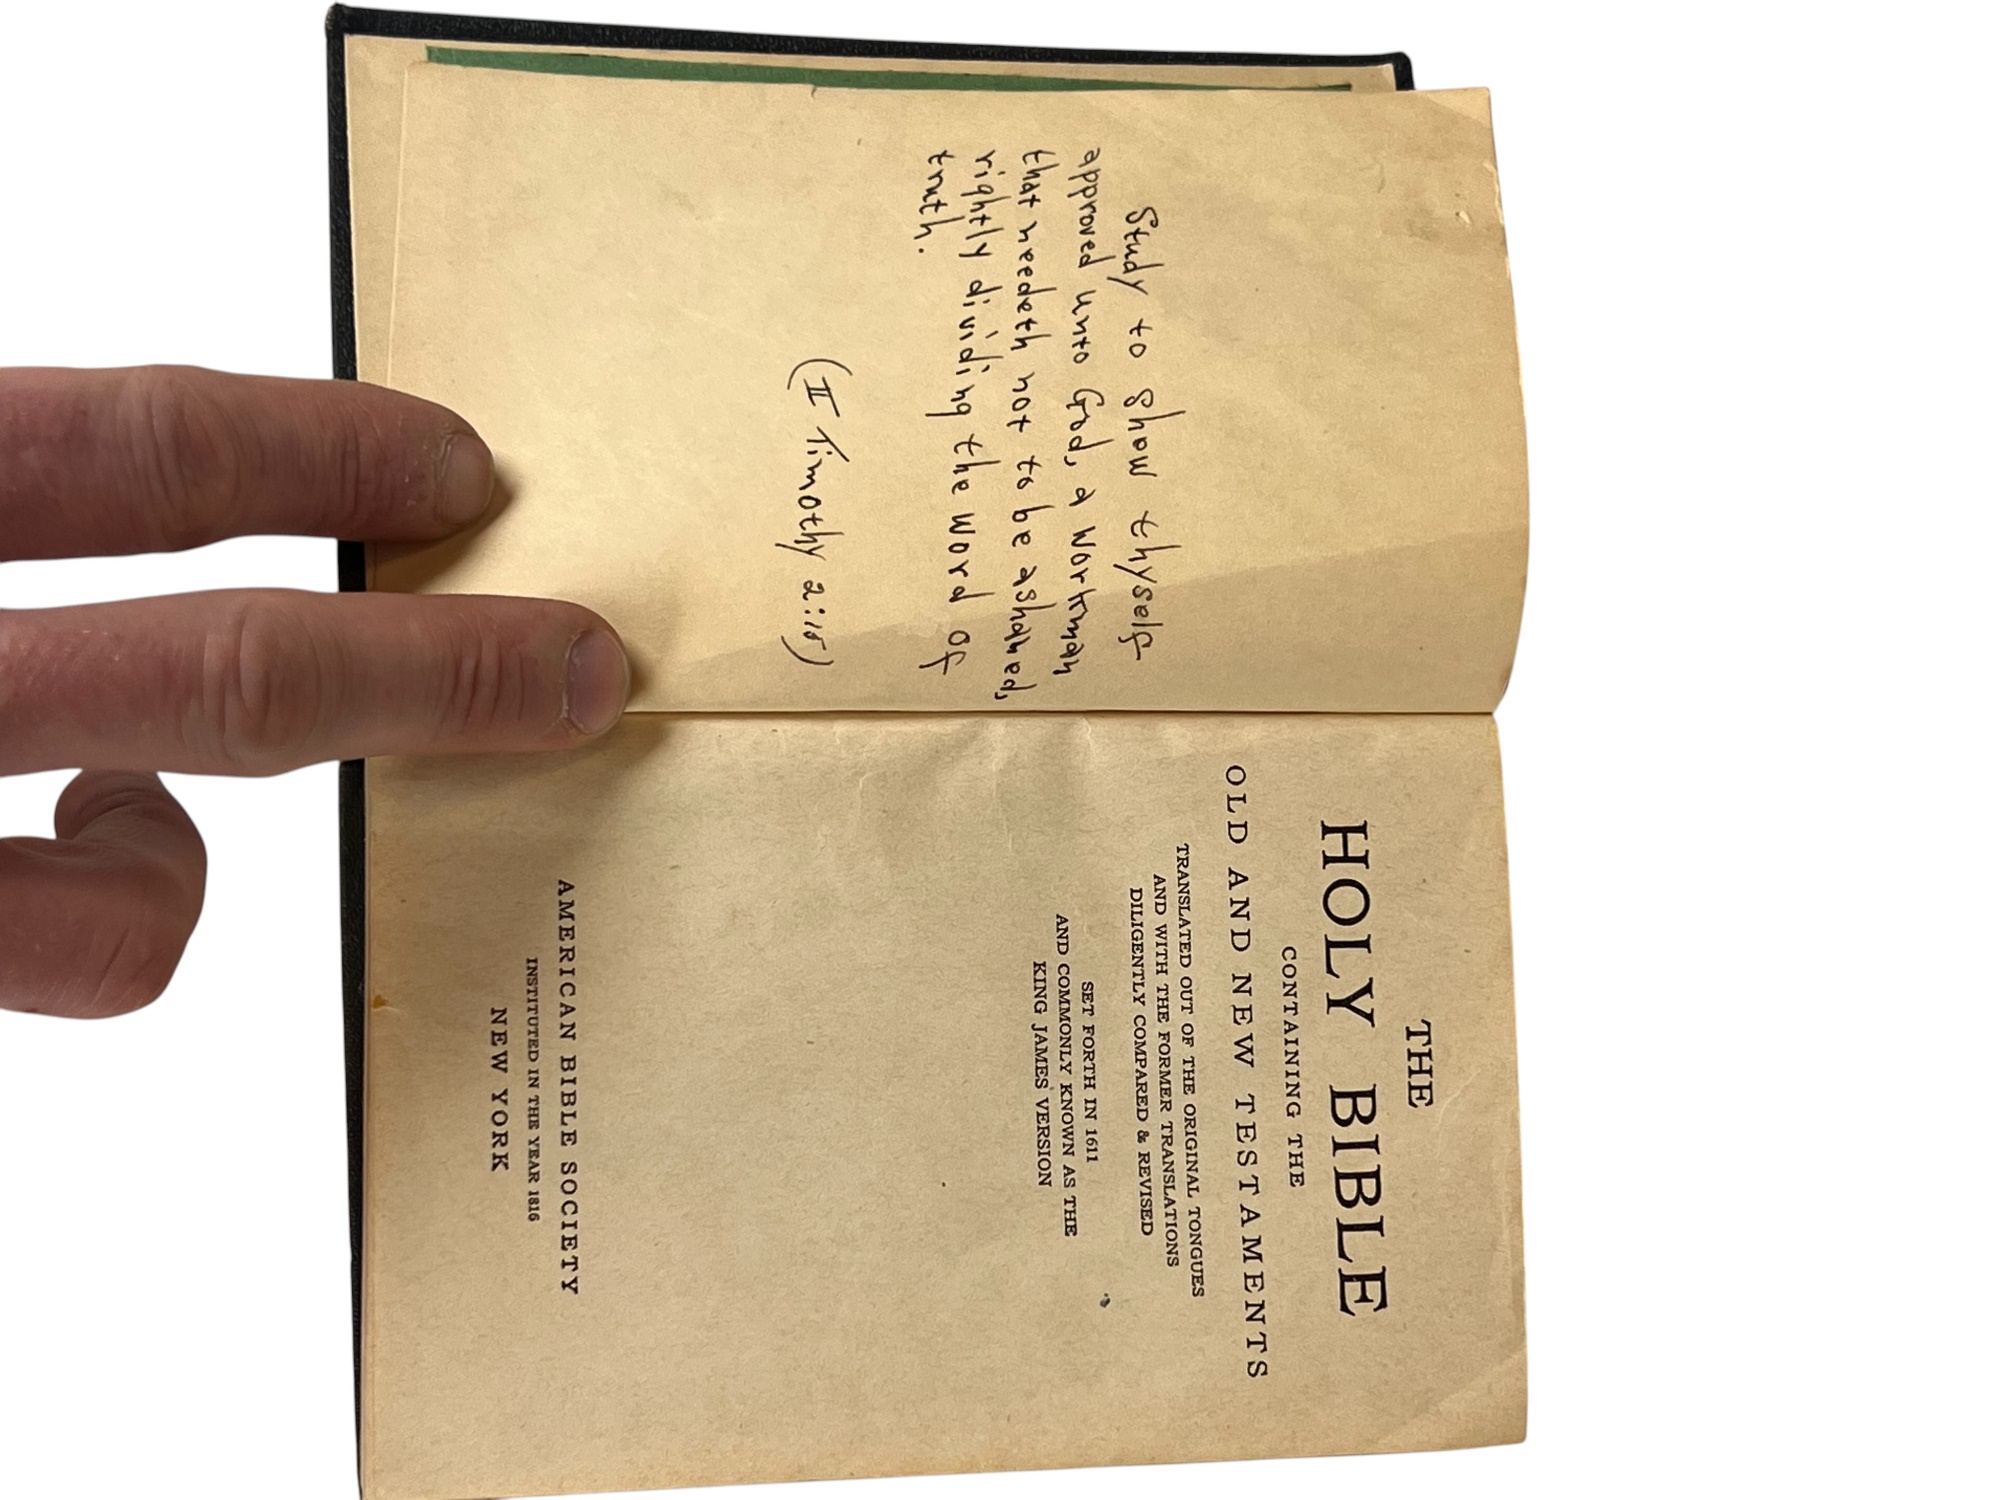 Study to show thyself
approved unto God, a workman
that needeth not to be ashamed,
rightly dividing the word of
truth.
(II Timothy 2:15)
THE
HOLY BIBLE
CONTAINING THE
OLD AND NEW TESTAMENTS
TRANSLATED OUT OF THE ORIGINAL TONGUES
AND WITH THE FORMER TRANSLATIONS
DILIGENTLY COMPARED & REVISED
SET FORTH IN 1611
AND COMMONLY KNOWN AS THE
KING JAMES VERSION
AMERICAN BIBLE SOCIETY
INSTITUTED IN THE YEAR 1816
NEW YORK